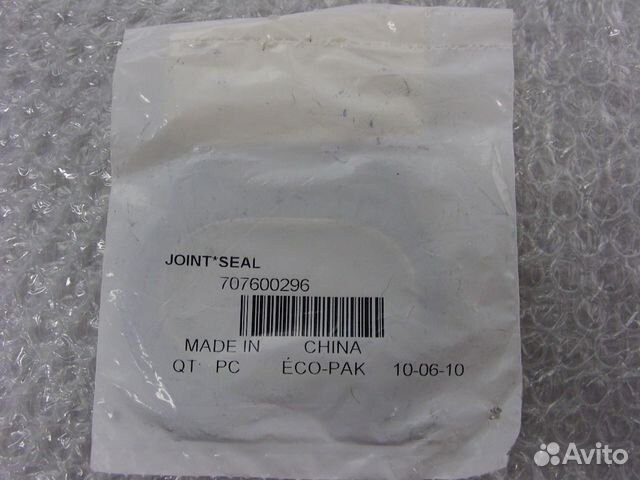 JOINT*SEAL
707600296
MADE IN CHINA
QT PC ÉCO-PAK 10-06-10
Avito